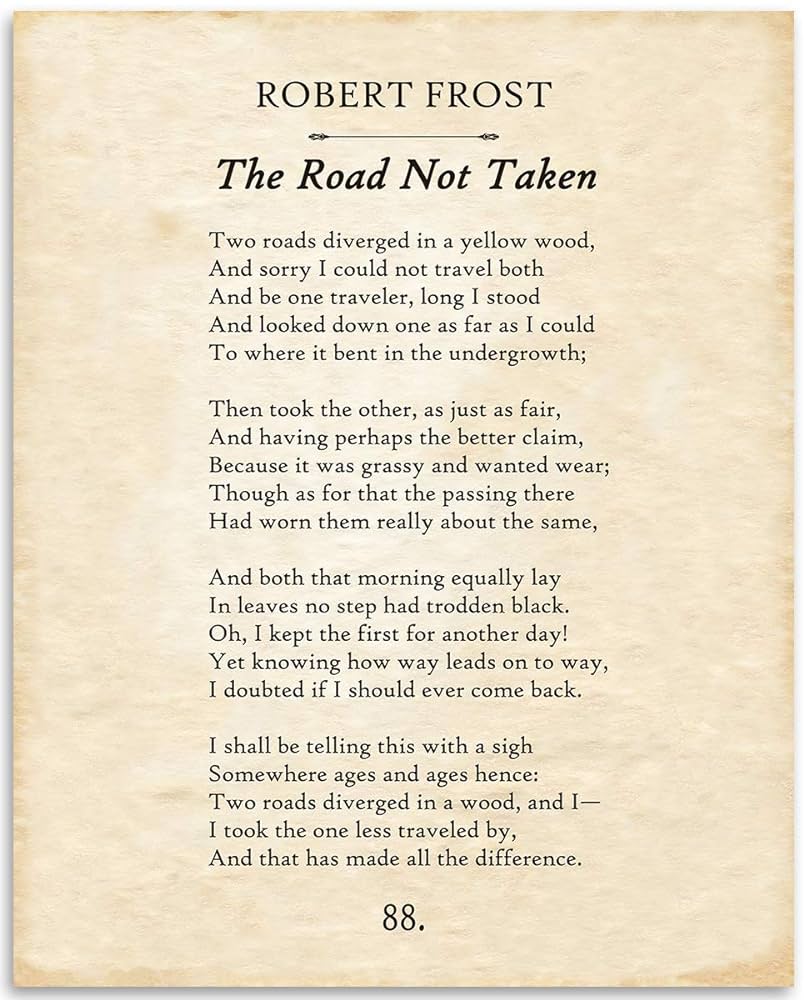 ROBERT FROST
The Road Not Taken
Two roads diverged in a yellow wood,
And sorry I could not travel both
And be one traveler, long I stood
And looked down one as far as I could
To where it bent in the undergrowth;
Then took the other, as just as fair,
And having perhaps the better claim,
Because it was grassy and wanted wear;
Though as for that the passing there
Had worn them really about the same,
And both that morning equally lay
In leaves no step had trodden black.
Oh, I kept the first for another day!
Yet knowing how way leads on to way,
I doubted if I should ever come back.
I shall be telling this with a sigh
Somewhere ages and ages hence:
Two roads diverged in a wood, and I—
I took the one less traveled by,
And that has made all the difference.
88.